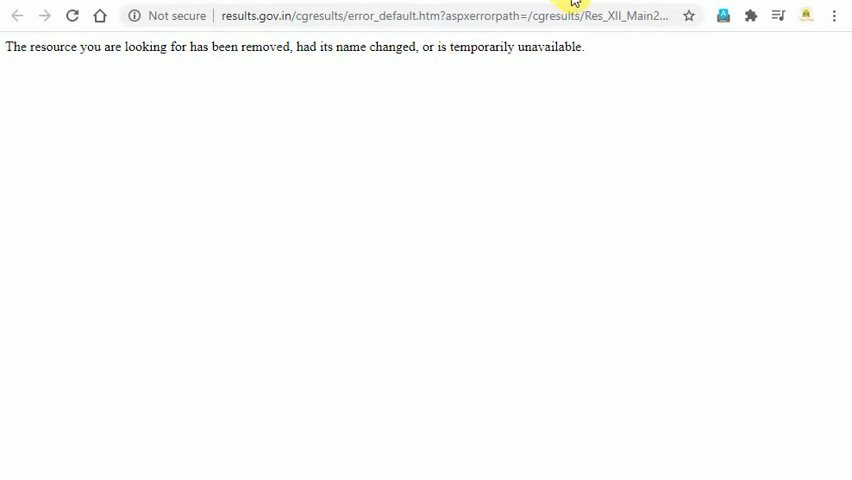 Not secure
results.gov.in/cgresults/error_default.htm?aspxerrorpath=/cgresults/Res_XII_Main2...
The resource you are looking for has been removed, had its name changed, or is temporarily unavailable.